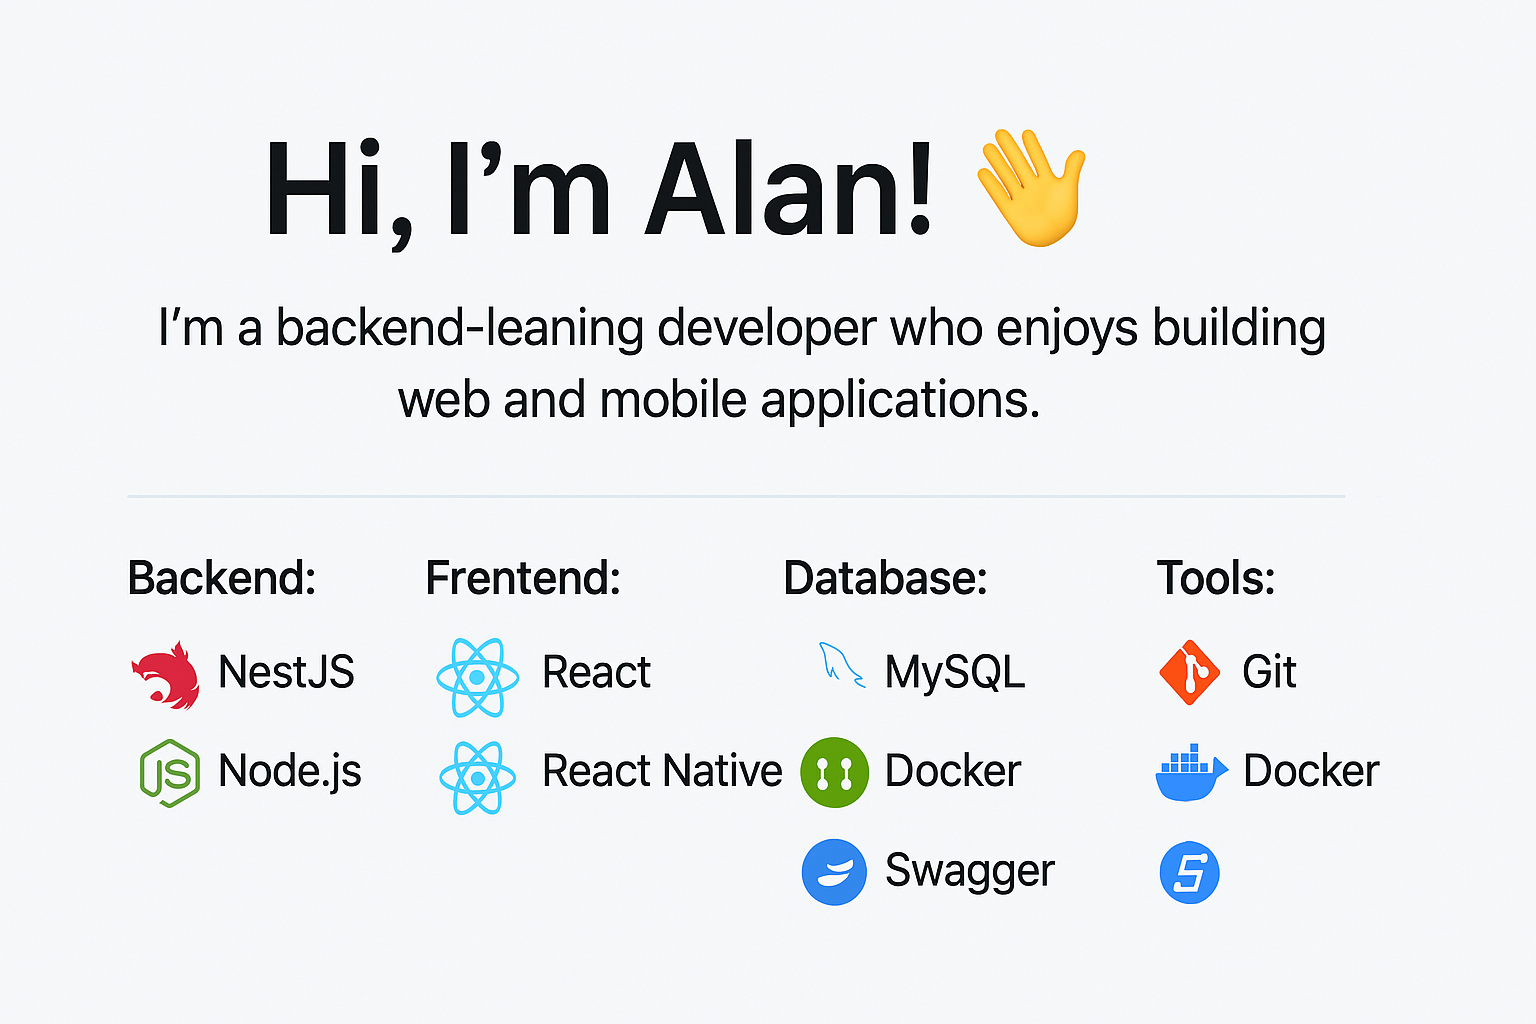 Hi, I'm Alan! 👋
I'm a backend-leaning developer who enjoys building
web and mobile applications.
Backend:
NestJS
JS Node.js
Frentend:
React
React Native
Database:
MySQL
Docker
Swagger
Tools:
Git
Docker
S